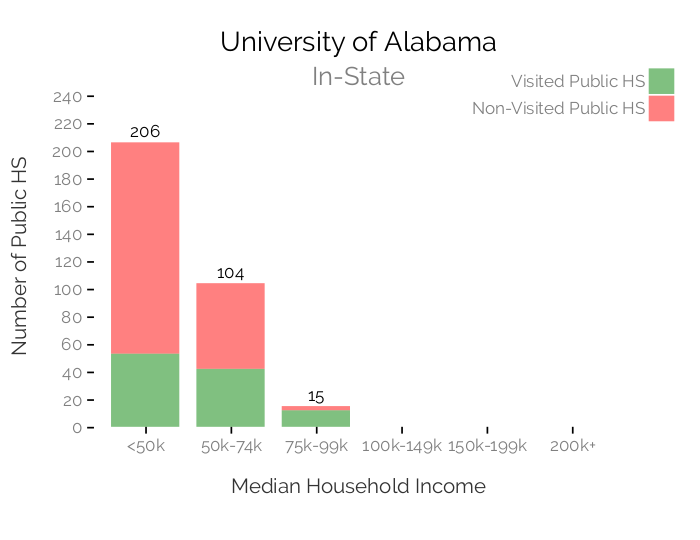 University of Alabama
In-State
Visited Public HS
Non-Visited Public HS
Number of Public HS
240
220
200
180
160
140
120
100
80
60
40
20
0
206
104
15
<50k
50k-74k
75k-99k
100k-149k
150k-199k
200k+
Median Household Income